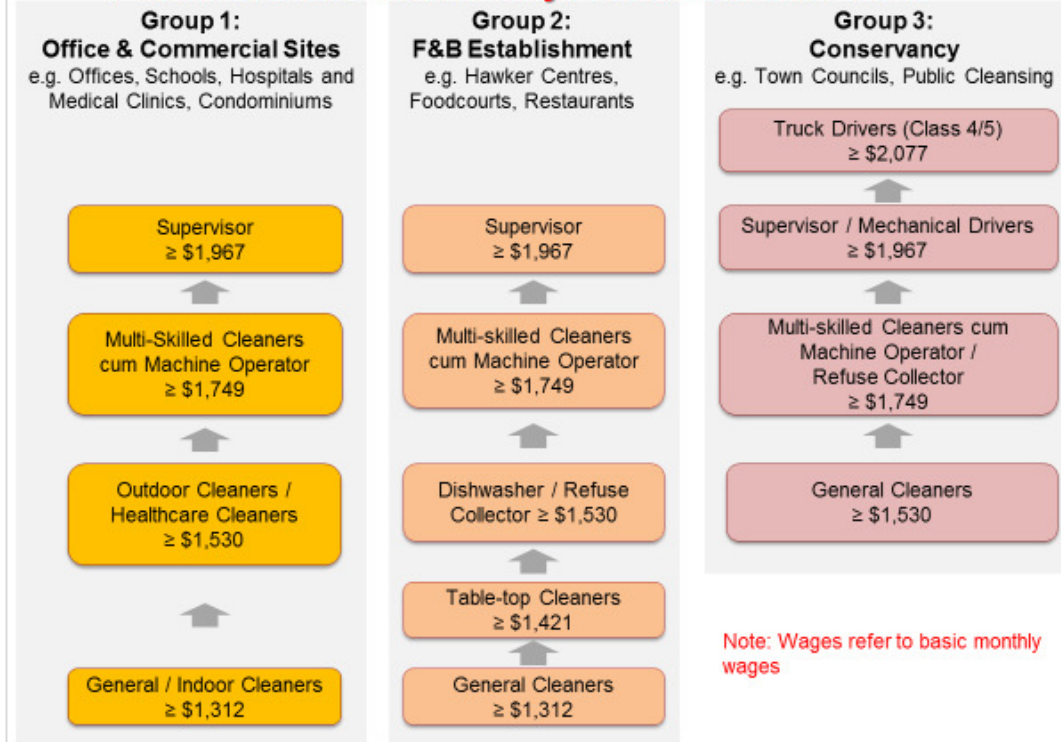 Group 1:
Office & Commercial Sites
e.g. Offices, Schools, Hospitals and
Medical Clinics, Condominiums
Supervisor
≥ $1,967
Multi-Skilled Cleaners
cum Machine Operator
≥ $1,749
Outdoor Cleaners /
Healthcare Cleaners
≥ $1,530
General / Indoor Cleaners
≥ $1,312
Group 2:
F&B Establishment
e.g. Hawker Centres,
Foodcourts, Restaurants
Supervisor
≥ $1,967
Multi-skilled Cleaners
cum Machine Operator
≥ $1,749
Dishwasher / Refuse
Collector ≥ $1,530
Table-top Cleaners
≥ $1,421
General Cleaners
≥ $1,312
Group 3:
Conservancy
e.g. Town Councils, Public Cleansing
Truck Drivers (Class 4/5)
≥ $2,077
Supervisor / Mechanical Drivers
≥ $1,967
Multi-skilled Cleaners cum
Machine Operator /
Refuse Collector
≥ $1,749
General Cleaners
≥ $1,530
Note: Wages refer to basic monthly
wages